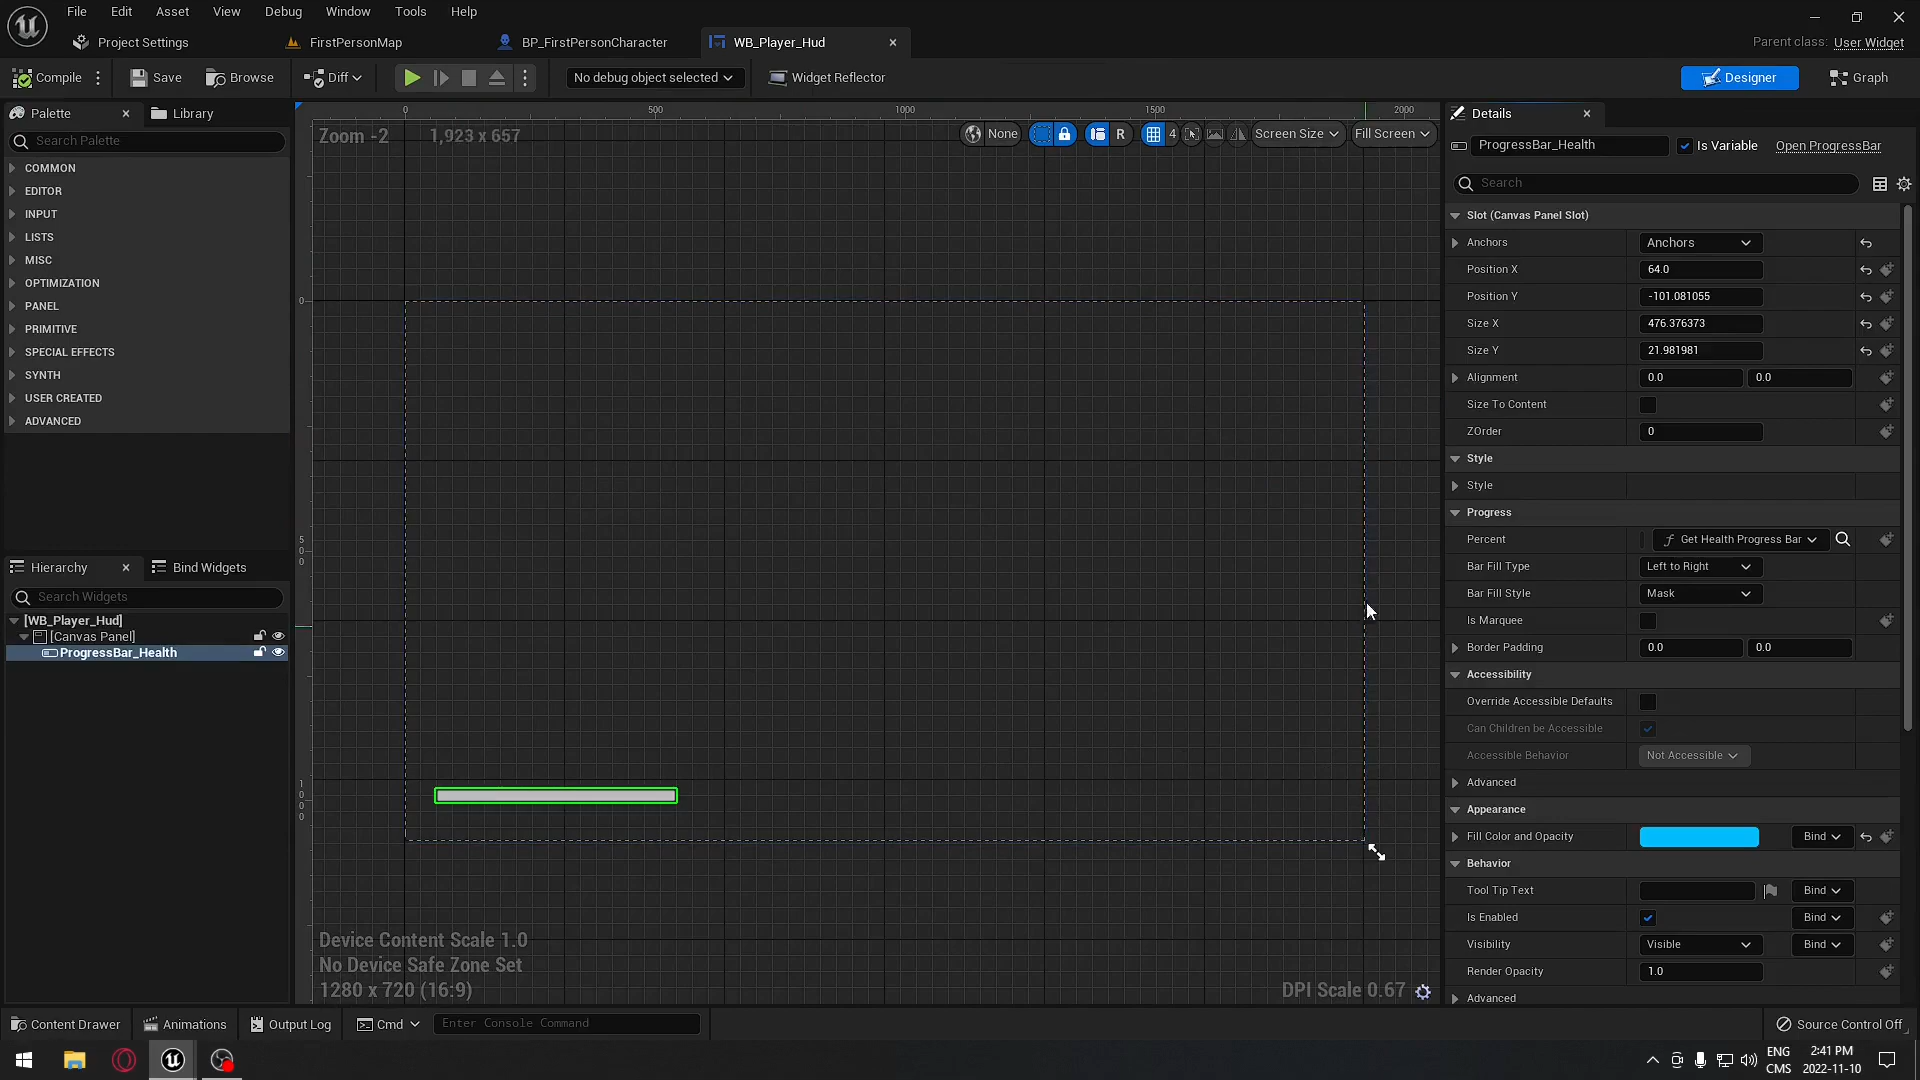 File Edit Asset View Debug Window Tools Help
Project Settings FirstPersonMap BP_FirstPersonCharacter WB_Player_Hud Parent class: User Widget
Compile Save Browse Diff No debug object selected Widget Reflector Designer Graph
Palette Library
Search Palette
COMMON
EDITOR
INPUT
LISTS
MISC
OPTIMIZATION
PANEL
PRIMITIVE
SPECIAL EFFECTS
SYNTH
USER CREATED
ADVANCED
Hierarchy Bind Widgets
Search Widgets
[WB_Player_Hud]
[Canvas Panel]
ProgressBar_Health
0 500 1000 1500 2000
Zoom -2 1,923 x 657 None R 4 Screen Size Fill Screen
0
5
0
0
1
0
0
0
Device Content Scale 1.0
No Device Safe Zone Set
1280 x 720 (16:9) DPI Scale 0.67
Details
ProgressBar_Health Is Variable Open ProgressBar
Search
Slot (Canvas Panel Slot)
Anchors Anchors
Position X 64.0
Position Y -101.081055
Size X 476.376373
Size Y 21.981981
Alignment 0.0 0.0
Size To Content
ZOrder 0
Style
Style
Progress
Percent f Get Health Progress Bar
Bar Fill Type Left to Right
Bar Fill Style Mask
Is Marquee
Border Padding 0.0 0.0
Accessibility
Override Accessible Defaults
Can Children be Accessible
Accessible Behavior Not Accessible
Advanced
Appearance
Fill Color and Opacity Bind
Behavior
Tool Tip Text Bind
Is Enabled Bind
Visibility Visible Bind
Render Opacity 1.0
Advanced
Content Drawer Animations Output Log Cmd Enter Console Command Source Control Off
ENG 2:41 PM
CMS 2022-11-10